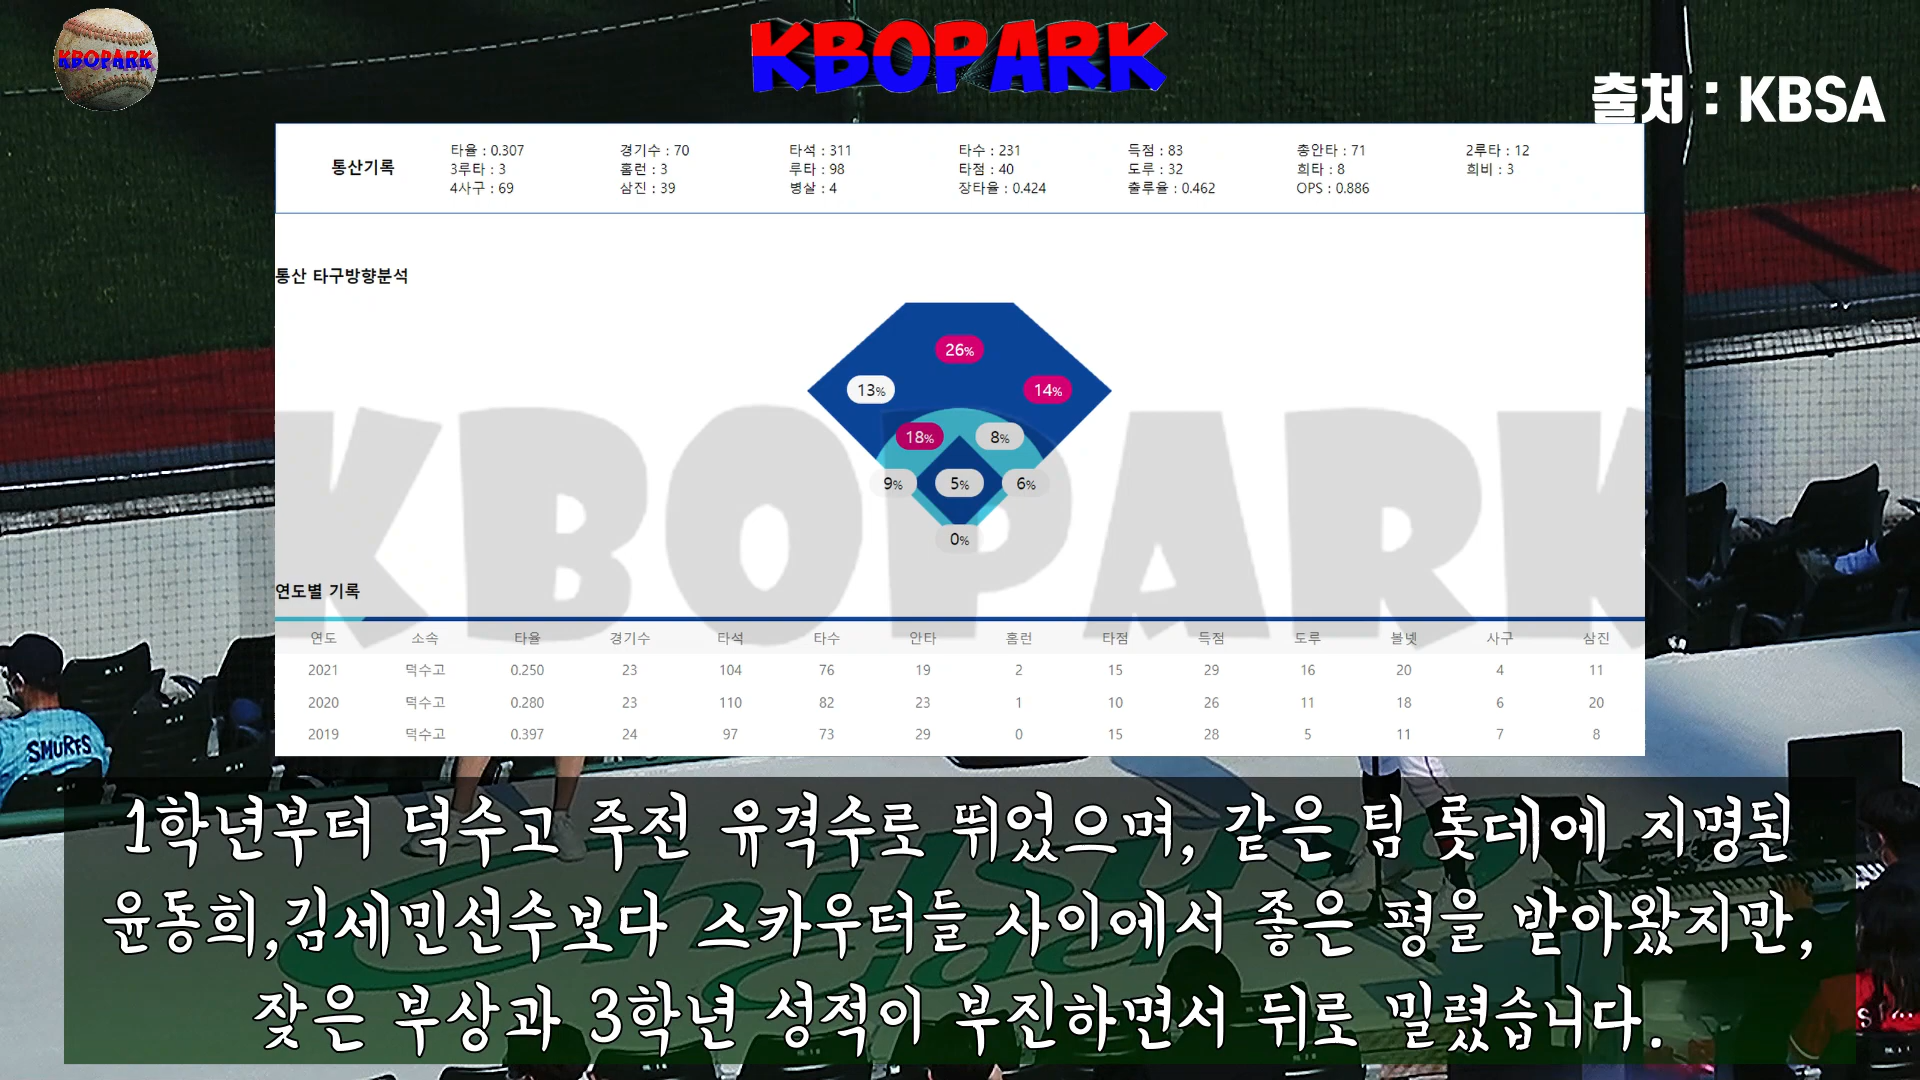 KBOPARK
KBOPARK
출처 : KBSA
통산기록
타율 : 0.307 경기수 : 70 타석 : 311 타수 : 231 득점 : 83 총안타 : 71 2루타 : 12
3루타 : 3 홈런 : 3 루타 : 98 타점 : 40 도루 : 32 희타 : 8 희비 : 3
4사구 : 69 삼진 : 39 병살 : 4 장타율 : 0.424 출루율 : 0.462 OPS : 0.886
통산 타구방향분석
26%
13% 14%
18% 8%
9% 5% 6%
0%
KBOPARK
연도별 기록
연도 소속 타율 경기수 타석 타수 안타 홈런 타점 득점 도루 볼넷 사구 삼진
2021 덕수고 0.250 23 104 76 19 2 15 29 16 20 4 11
2020 덕수고 0.280 23 110 82 23 1 10 26 11 18 6 20
2019 덕수고 0.397 24 97 73 29 0 15 28 5 11 7 8
SMURFS
1학년부터 덕수고 주전 유격수로 뛰었으며, 같은 팀 롯데에 지명된
윤동희,김세민선수보다 스카우터들 사이에서 좋은 평을 받아왔지만,
잦은 부상과 3학년 성적이 부진하면서 뒤로 밀렸습니다.
Chilsung
Cider